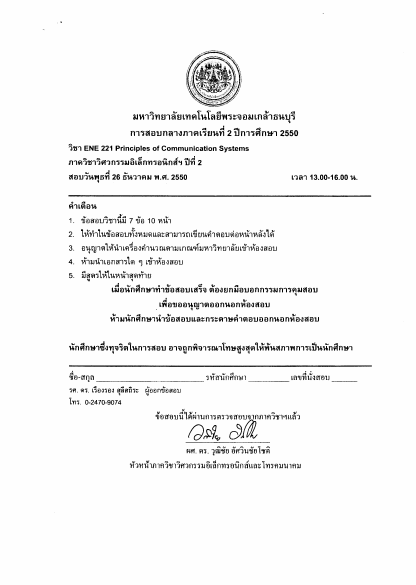 มหาวิทยาลัยเทคโนโลยีพระจอมเกล้าธนบุรี
การสอบกลางภาคเรียนที่ 2 ปีการศึกษา 2550
วิชา ENE 221 Principles of Communication Systems
ภาควิชาวิศวกรรมอิเล็กทรอนิกส์ฯ ปีที่ 2
สอบวันพุธที่ 26 ธันวาคม พ.ศ. 2550 เวลา 13.00-16.00 น.
คำเตือน
1. ข้อสอบวิชานี้มี 7 ข้อ 10 หน้า
2. ให้ทำในข้อสอบทั้งหมดและสามารถเขียนคำตอบต่อหน้าหลังได้
3. อนุญาตให้นำเครื่องคำนวณตามเกณฑ์มหาวิทยาลัยเข้าห้องสอบ
4. ห้ามนำเอกสารใด ๆ เข้าห้องสอบ
5. มีสูตรให้ในหน้าสุดท้าย
เมื่อนักศึกษาทำข้อสอบเสร็จ ต้องยกมือบอกกรรมการคุมสอบ
เพื่อขออนุญาตออกนอกห้องสอบ
ห้ามนักศึกษานำข้อสอบและกระดาษคำตอบออกนอกห้องสอบ
นักศึกษาซึ่งทุจริตในการสอบ อาจถูกพิจารณาโทษสูงสุดให้พ้นสภาพการเป็นนักศึกษา
ชื่อ-สกุล รหัสนักศึกษา เลขที่นั่งสอบ
รศ. ดร. เรืองรอง สุลีสถิระ ผู้ออกข้อสอบ
โทร. 0-2470-9074
ข้อสอบนี้ได้ผ่านการตรวจสอบจากภาควิชาฯแล้ว
ผศ. ดร. วุฒิชัย อัศวินชัยโชติ
หัวหน้าภาควิชาวิศวกรรมอิเล็กทรอนิกส์และโทรคมนาคม